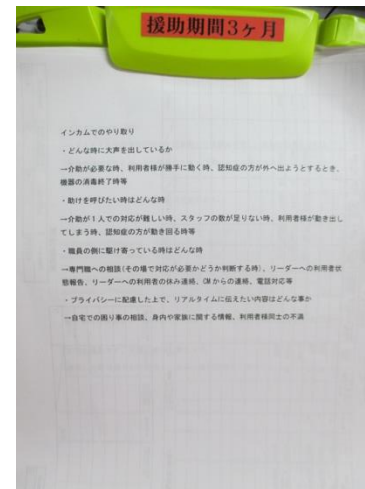 援助期間3ヶ月
インカムでのやり取り
・どんな時に大声を出しているか
→介助が必要な時、利用者様が勝手に動く時、認知症の方が外へ出ようとするとき、
機器の消毒終了時等
・助けを呼びたい時はどんな時
→介助が１人での対応が難しい時、スタッフの数が足りない時、利用者様が動き出し
てしまう時、認知症の方が動き回る時等
・職員の側に駆け寄っている時はどんな時
→専門職への相談(その場で対応が必要かどうか判断する時)、リーダーへの利用者状
態報告、リーダーへの利用者の休み連絡、CMからの連絡、電話対応等
・プライバシーに配慮した上で、リアルタイムに伝えたい内容はどんな事か
→自宅での困り事の相談、身内や家族に関する情報、利用者様同士の不満